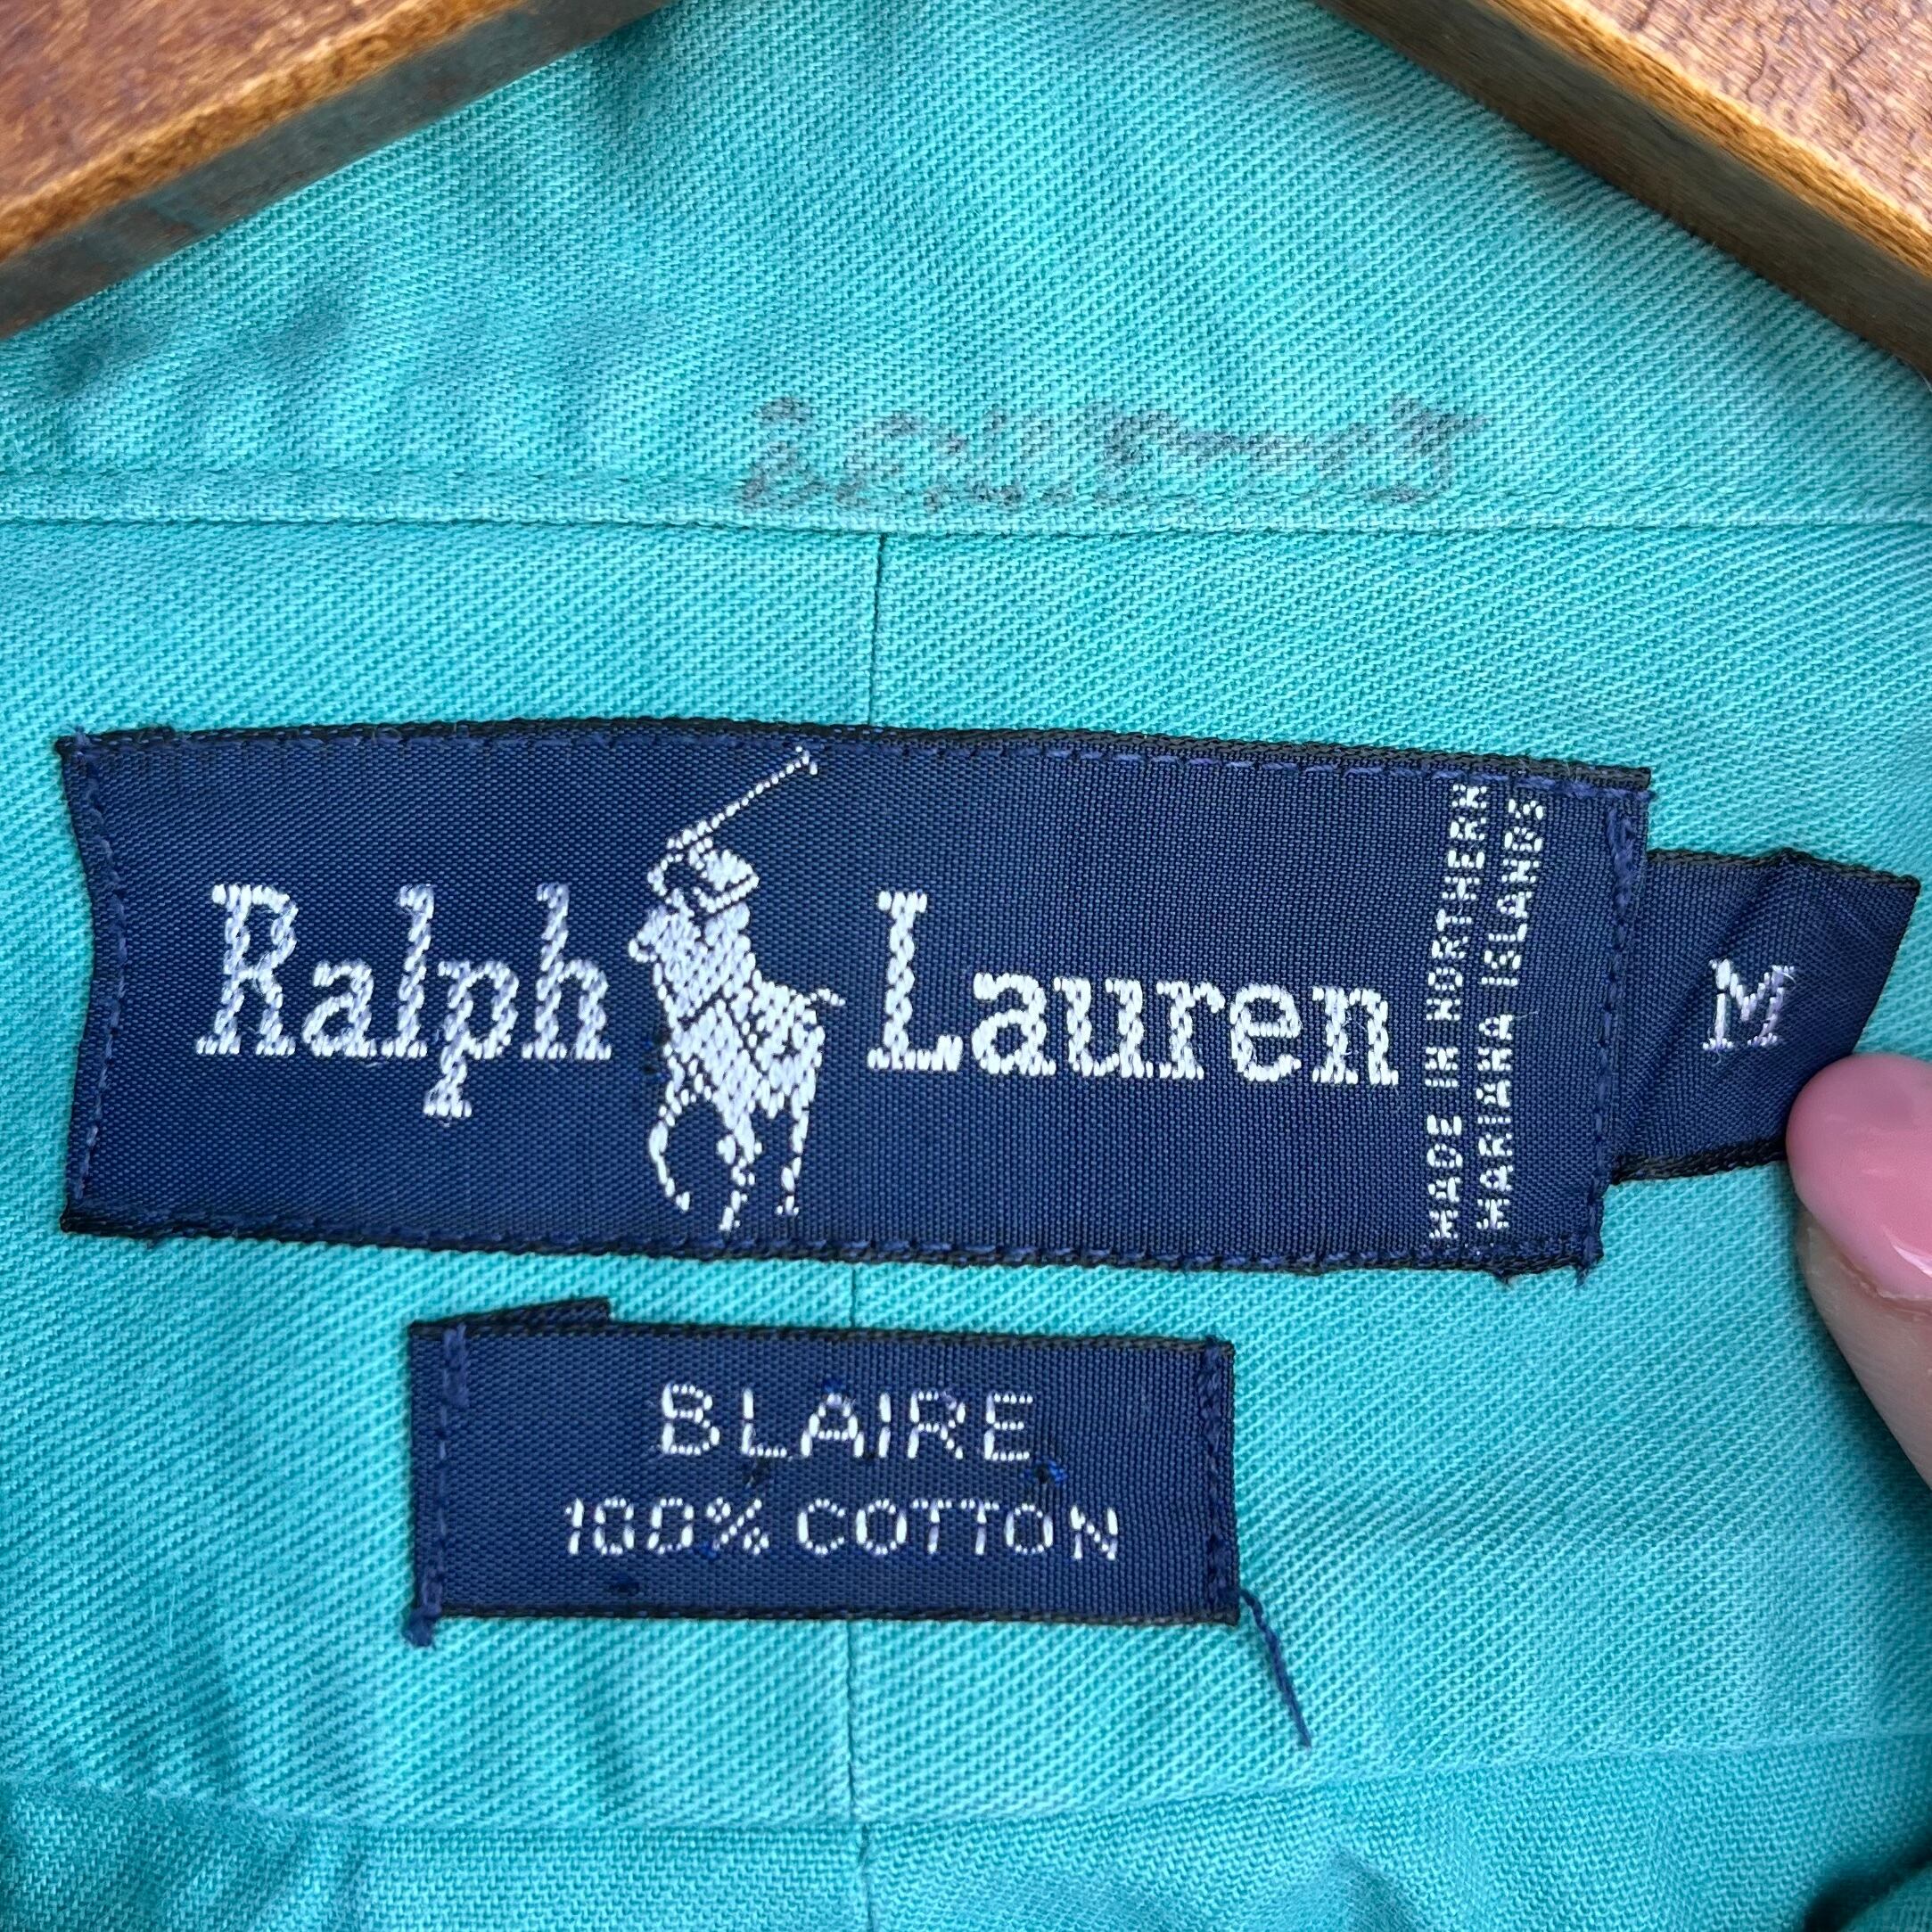 Ralph Lauren
MADE IN NORTHERN
MARIANA ISLANDS
M
BLAIRE
100% COTTON